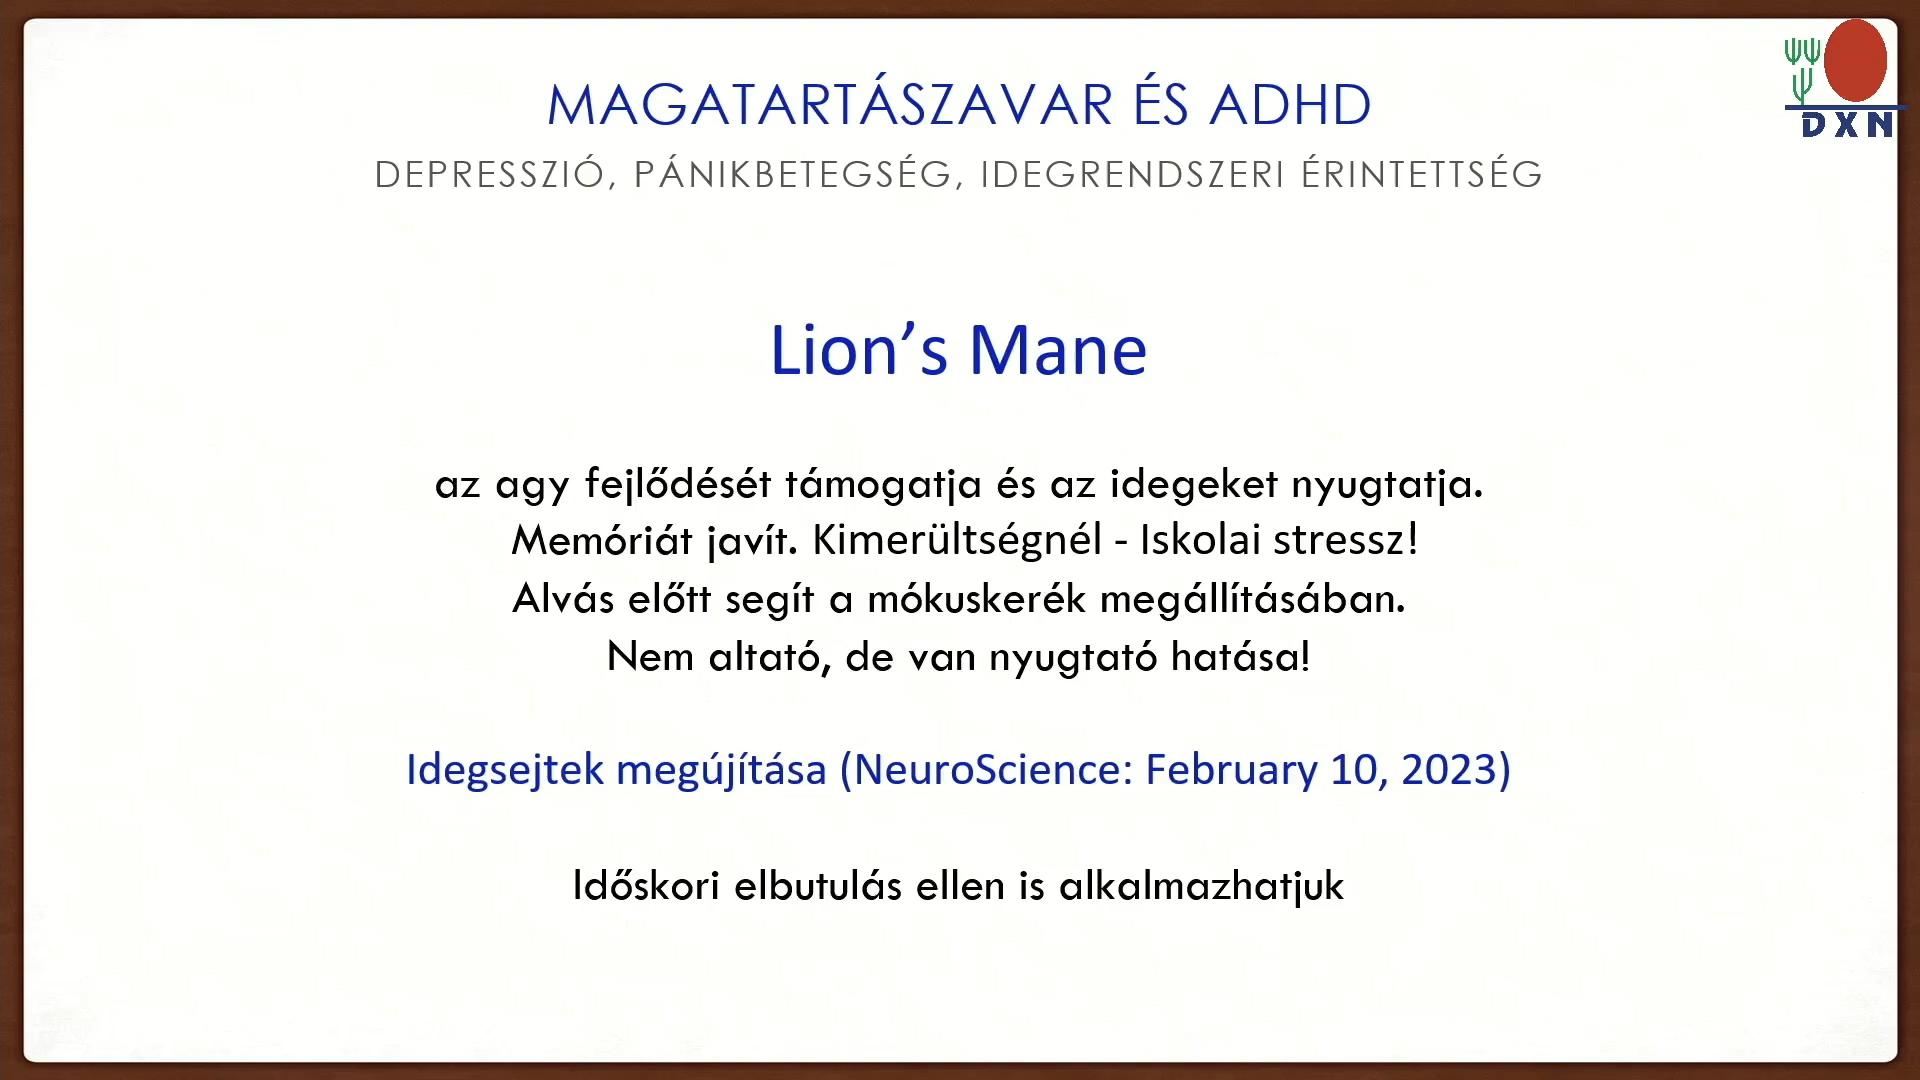 MAGATARTÁSZAVAR ÉS ADHD
DEPRESSZIÓ, PÁNIKBETEGSÉG, IDEGRENDSZERI ÉRINTETTSÉG
DXN
Lion’s Mane
az agy fejlődését támogatja és az idegeket nyugtatja.
Memóriát javít. Kimerültségnél - Iskolai stressz!
Alvás előtt segít a mókuskerék megállításában.
Nem altató, de van nyugtató hatása!
Idegsejtek megújítása (NeuroScience: February 10, 2023)
Időskori elbutulás ellen is alkalmazhatjuk